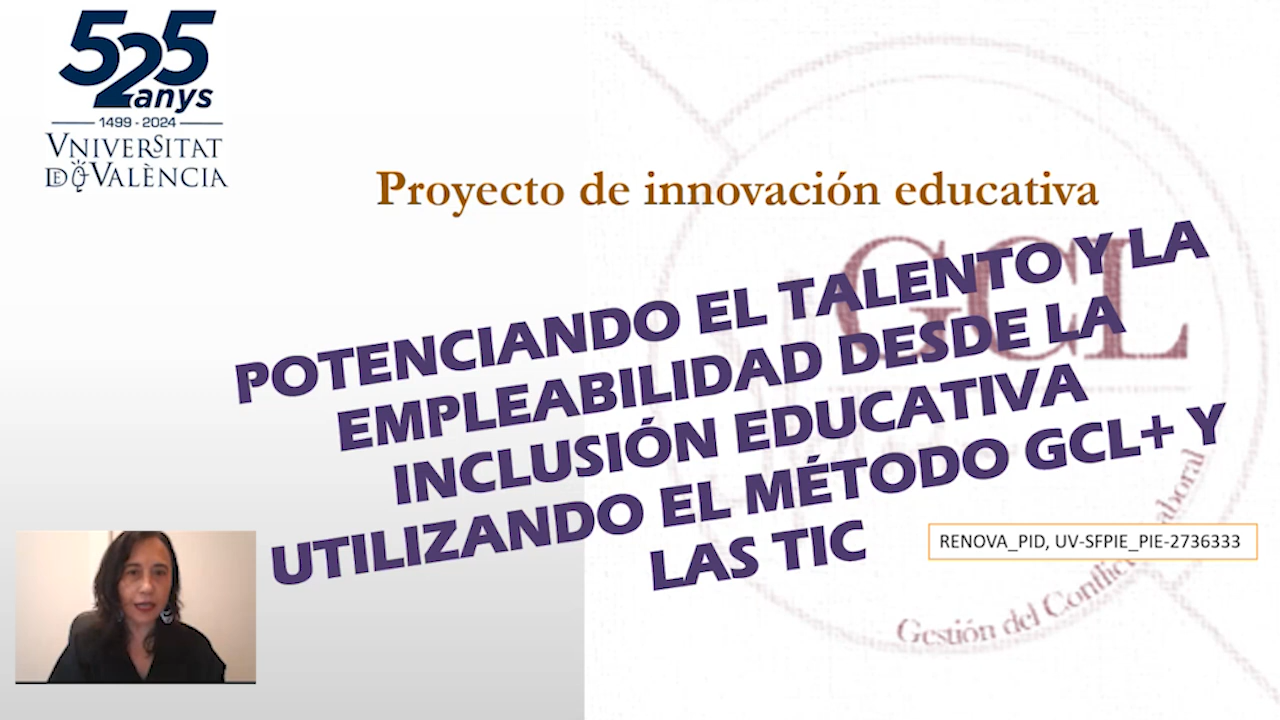 525
anys
1499 - 2024
VNIVERSITAT
DE VALÈNCIA
Proyecto de innovación educativa
GCL
POTENCIANDO EL TALENTO Y LA
EMPLEABILIDAD DESDE LA
INCLUSIÓN EDUCATIVA
UTILIZANDO EL MÉTODO GCL+ Y
LAS TIC
RENOVA_PID, UV-SFPIE_PIE-2736333
Gestión del Conflicto Laboral